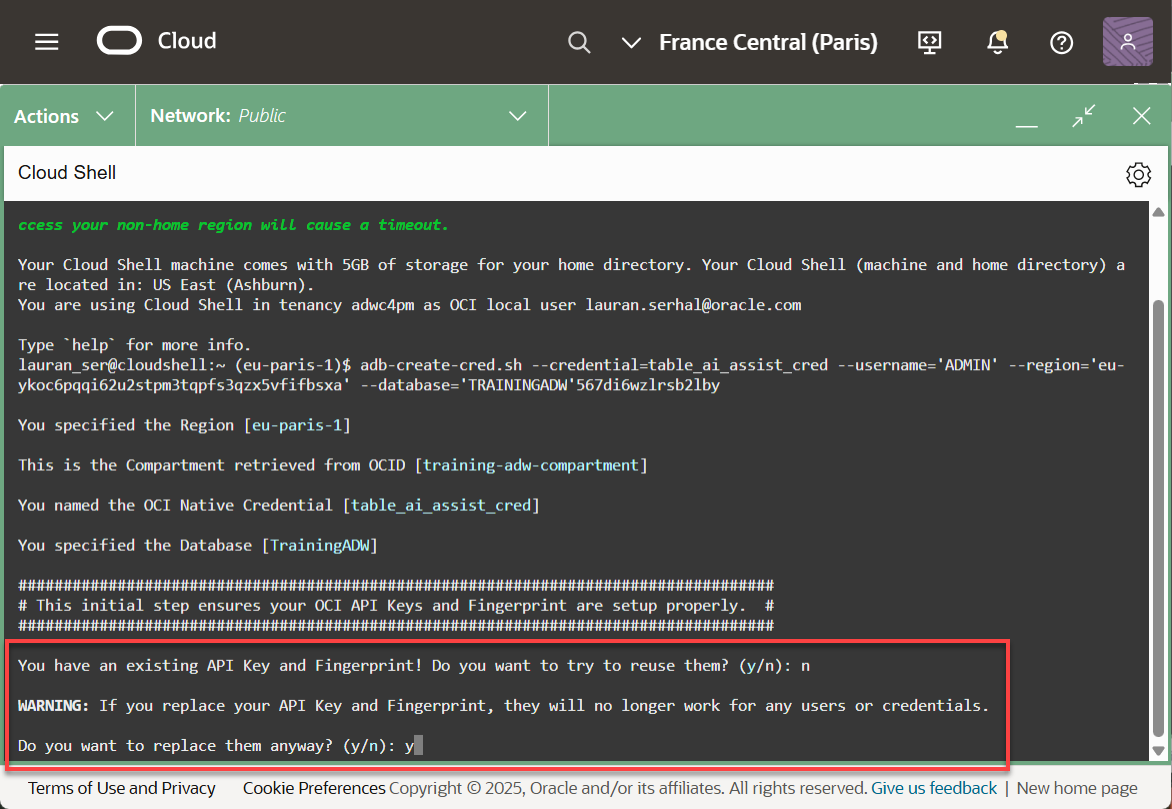 Cloud
France Central (Paris)
Actions
Network: Public
Cloud Shell
ccess your non-home region will cause a timeout.
Your Cloud Shell machine comes with 5GB of storage for your home directory. Your Cloud Shell (machine and home directory) a
re located in: US East (Ashburn).
You are using Cloud Shell in tenancy adwc4pm as OCI local user lauran.serhal@oracle.com
Type `help` for more info.
lauran_ser@cloudshell:~ (eu-paris-1)$ adb-create-cred.sh --credential=table_ai_assist_cred --username='ADMIN' --region='eu-
ykoc6pqqi62u2stpm3tqpfs3qzx5vfifbsxa' --database='TRAININGADW'567di6wzlrsb2lby
You specified the Region [eu-paris-1]
This is the Compartment retrieved from OCID [training-adw-compartment]
You named the OCI Native Credential [table_ai_assist_cred]
You specified the Database [TrainingADW]
####################################################################################
# This initial step ensures your OCI API Keys and Fingerprint are setup properly.  #
####################################################################################
You have an existing API Key and Fingerprint! Do you want to try to reuse them? (y/n): n
WARNING: If you replace your API Key and Fingerprint, they will no longer work for any users or credentials.
Do you want to replace them anyway? (y/n): y
Terms of Use and Privacy Cookie Preferences Copyright © 2025, Oracle and/or its affiliates. All rights reserved. Give us feedback | New home page